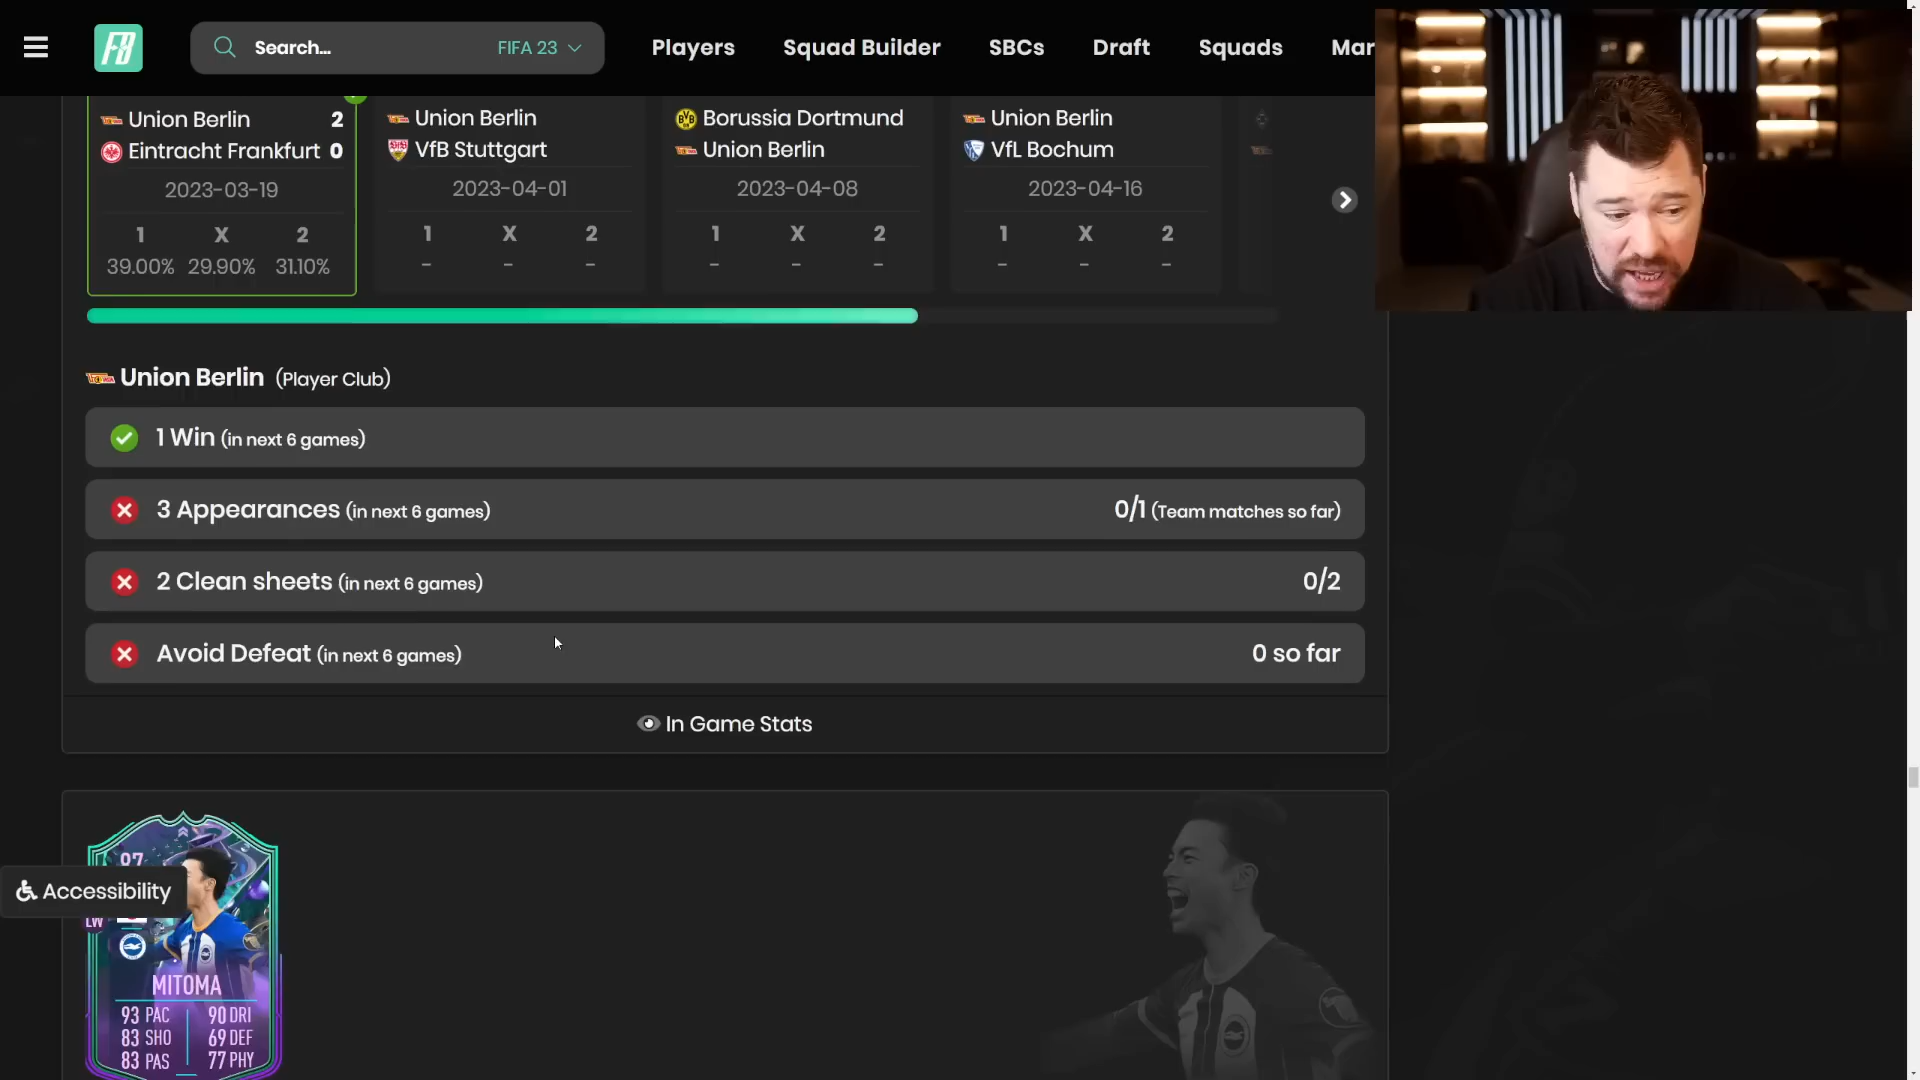 Search...
FIFA 23
Players
Squad Builder
SBCs
Draft
Squads
Mar
Union Berlin 2
Eintracht Frankfurt 0
2023-03-19
1 X 2
39.00% 29.90% 31.10%
Union Berlin
VfB Stuttgart
2023-04-01
1 X 2
- - -
Borussia Dortmund
Union Berlin
2023-04-08
1 X 2
- - -
Union Berlin
VfL Bochum
2023-04-16
1 X 2
- - -
Union Berlin (Player Club)
1 Win (in next 6 games)
3 Appearances (in next 6 games) 0/1 (Team matches so far)
2 Clean sheets (in next 6 games) 0/2
Avoid Defeat (in next 6 games) 0 so far
In Game Stats
Accessibility
LW
MITOMA
93 PAC 90 DRI
83 SHO 69 DEF
83 PAS 77 PHY